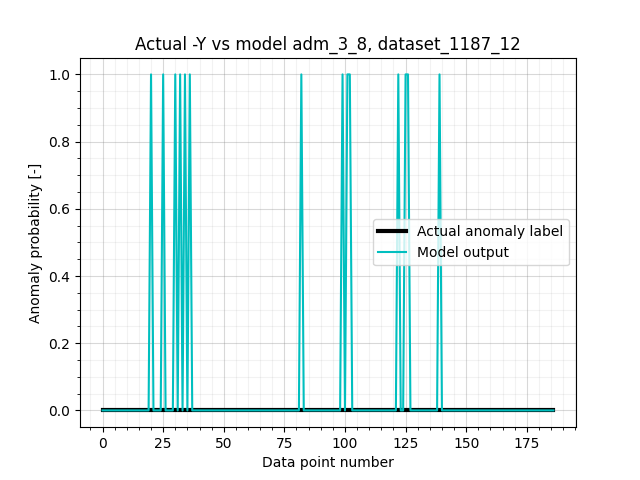 Actual -Y vs model adm_3_8, dataset_1187_12
Anomaly probability [-]
1.0
0.8
0.6
0.4
0.2
0.0
Actual anomaly label
Model output
0 25 50 75 100 125 150 175
Data point number